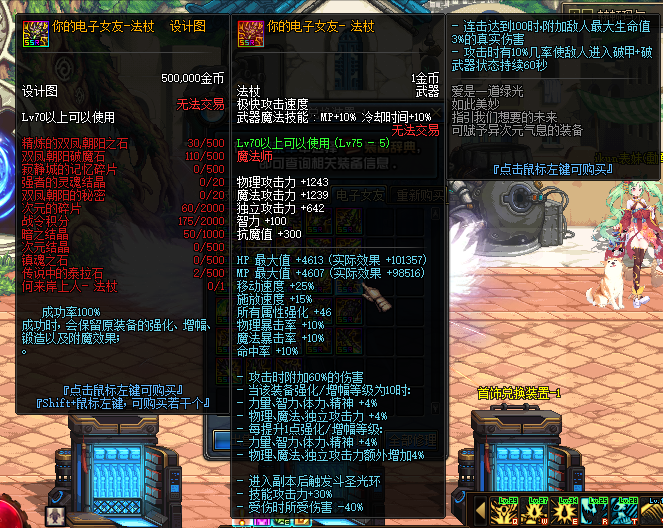 你的电子女友-法杖 设计图
500,000金币
设计图
无法交易
Lv70以上可以使用
精炼的双凤朝阳之石 30/500
双凤朝阳破魔石 110/500
寂静城的记忆碎片 0/500
强者的灵魂结晶 0/20
双凤朝阳的秘密 0/20
次元的碎片 60/2000
战令积分 175/2000
暗之结晶 50/1000
次元结晶 0/500
镇魂之石 0/500
传说中的泰拉石 2/500
何来岸上人-法杖 0/1
成功率100%
成功时,会保留原装备的强化、增幅、
锻造以及附魔效果;
。
『点击鼠标左键可购买』
『Shift+鼠标左键,可购买若干个』
你的电子女友-法杖
1金币
法杖 武器
极快攻击速度
武器魔法技能:MP+10% 冷却时间+10%
无法交易
Lv70以上可以使用(Lv75 - 5)
魔法师
物理攻击力 +1243
魔法攻击力 +1239
独立攻击力 +642
智力 +100
抗魔值 +300
HP 最大值 +4613 (实际效果 +101357)
MP 最大值 +4607 (实际效果 +98516)
移动速度 +25%
施放速度 +15%
所有属性强化 +46
物理暴击率 +10%
魔法暴击率 +10%
命中率 +10%
- 攻击时附加60%的伤害
- 当该装备强化/增幅等级为10时:
- 力量、智力、体力、精神 +4%
- 物理、魔法、独立攻击力 +4%
- 每提升1点强化/增幅等级:
- 力量、智力、体力、精神 +4%
- 物理、魔法、独立攻击力额外增加4%
- 进入副本后触发斗圣光环
- 技能攻击力+30%
- 受伤时所受伤害 -40%
- 连击达到100时,附加敌人最大生命值
3%的真实伤害
- 攻击时有10%几率使敌人进入破甲+破
武器状态持续60秒
爱是一道绿光
如此美妙
指引我们想要的未来
可赋予异次元气息的装备
『点击鼠标左键可购买』
首饰兑换装置-1